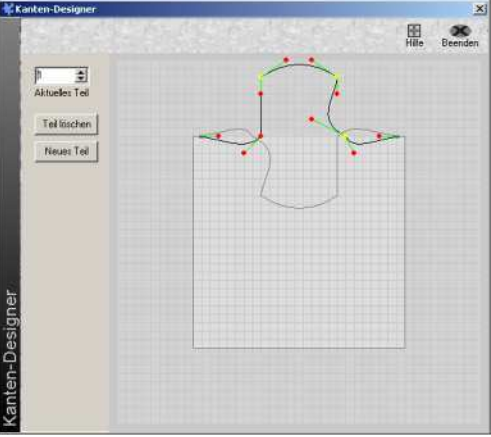 Kanten-Designer
Hilfe
Beenden
1
Aktuelles Teil
Teil löschen
Neues Teil
Kanten-Designer